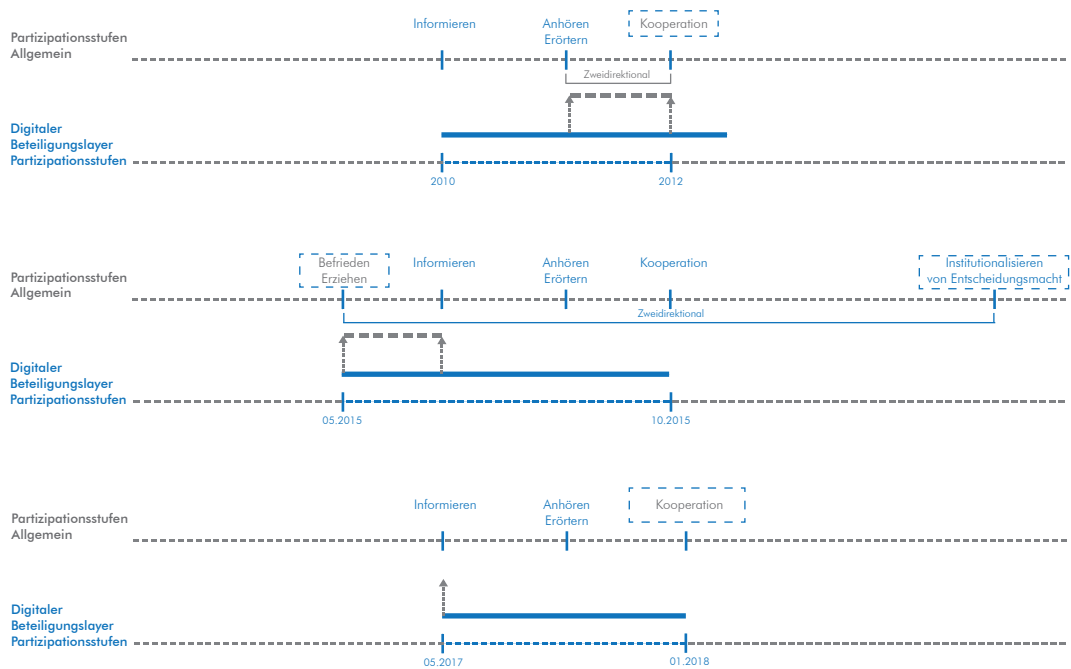 Informieren
Anhören
Erörtern
Kooperation
Partizipationsstufen
Allgemein
Zweidirektional
Digitaler
Beteiligungslayer
Partizipationsstufen
2010
2012
Befrieden
Erziehen
Informieren
Anhören
Erörtern
Kooperation
Institutionalisieren
von Entscheidungsmacht
Partizipationsstufen
Allgemein
Zweidirektional
Digitaler
Beteiligungslayer
Partizipationsstufen
05.2015
10.2015
Informieren
Anhören
Erörtern
Kooperation
Partizipationsstufen
Allgemein
Digitaler
Beteiligungslayer
Partizipationsstufen
05.2017
01.2018